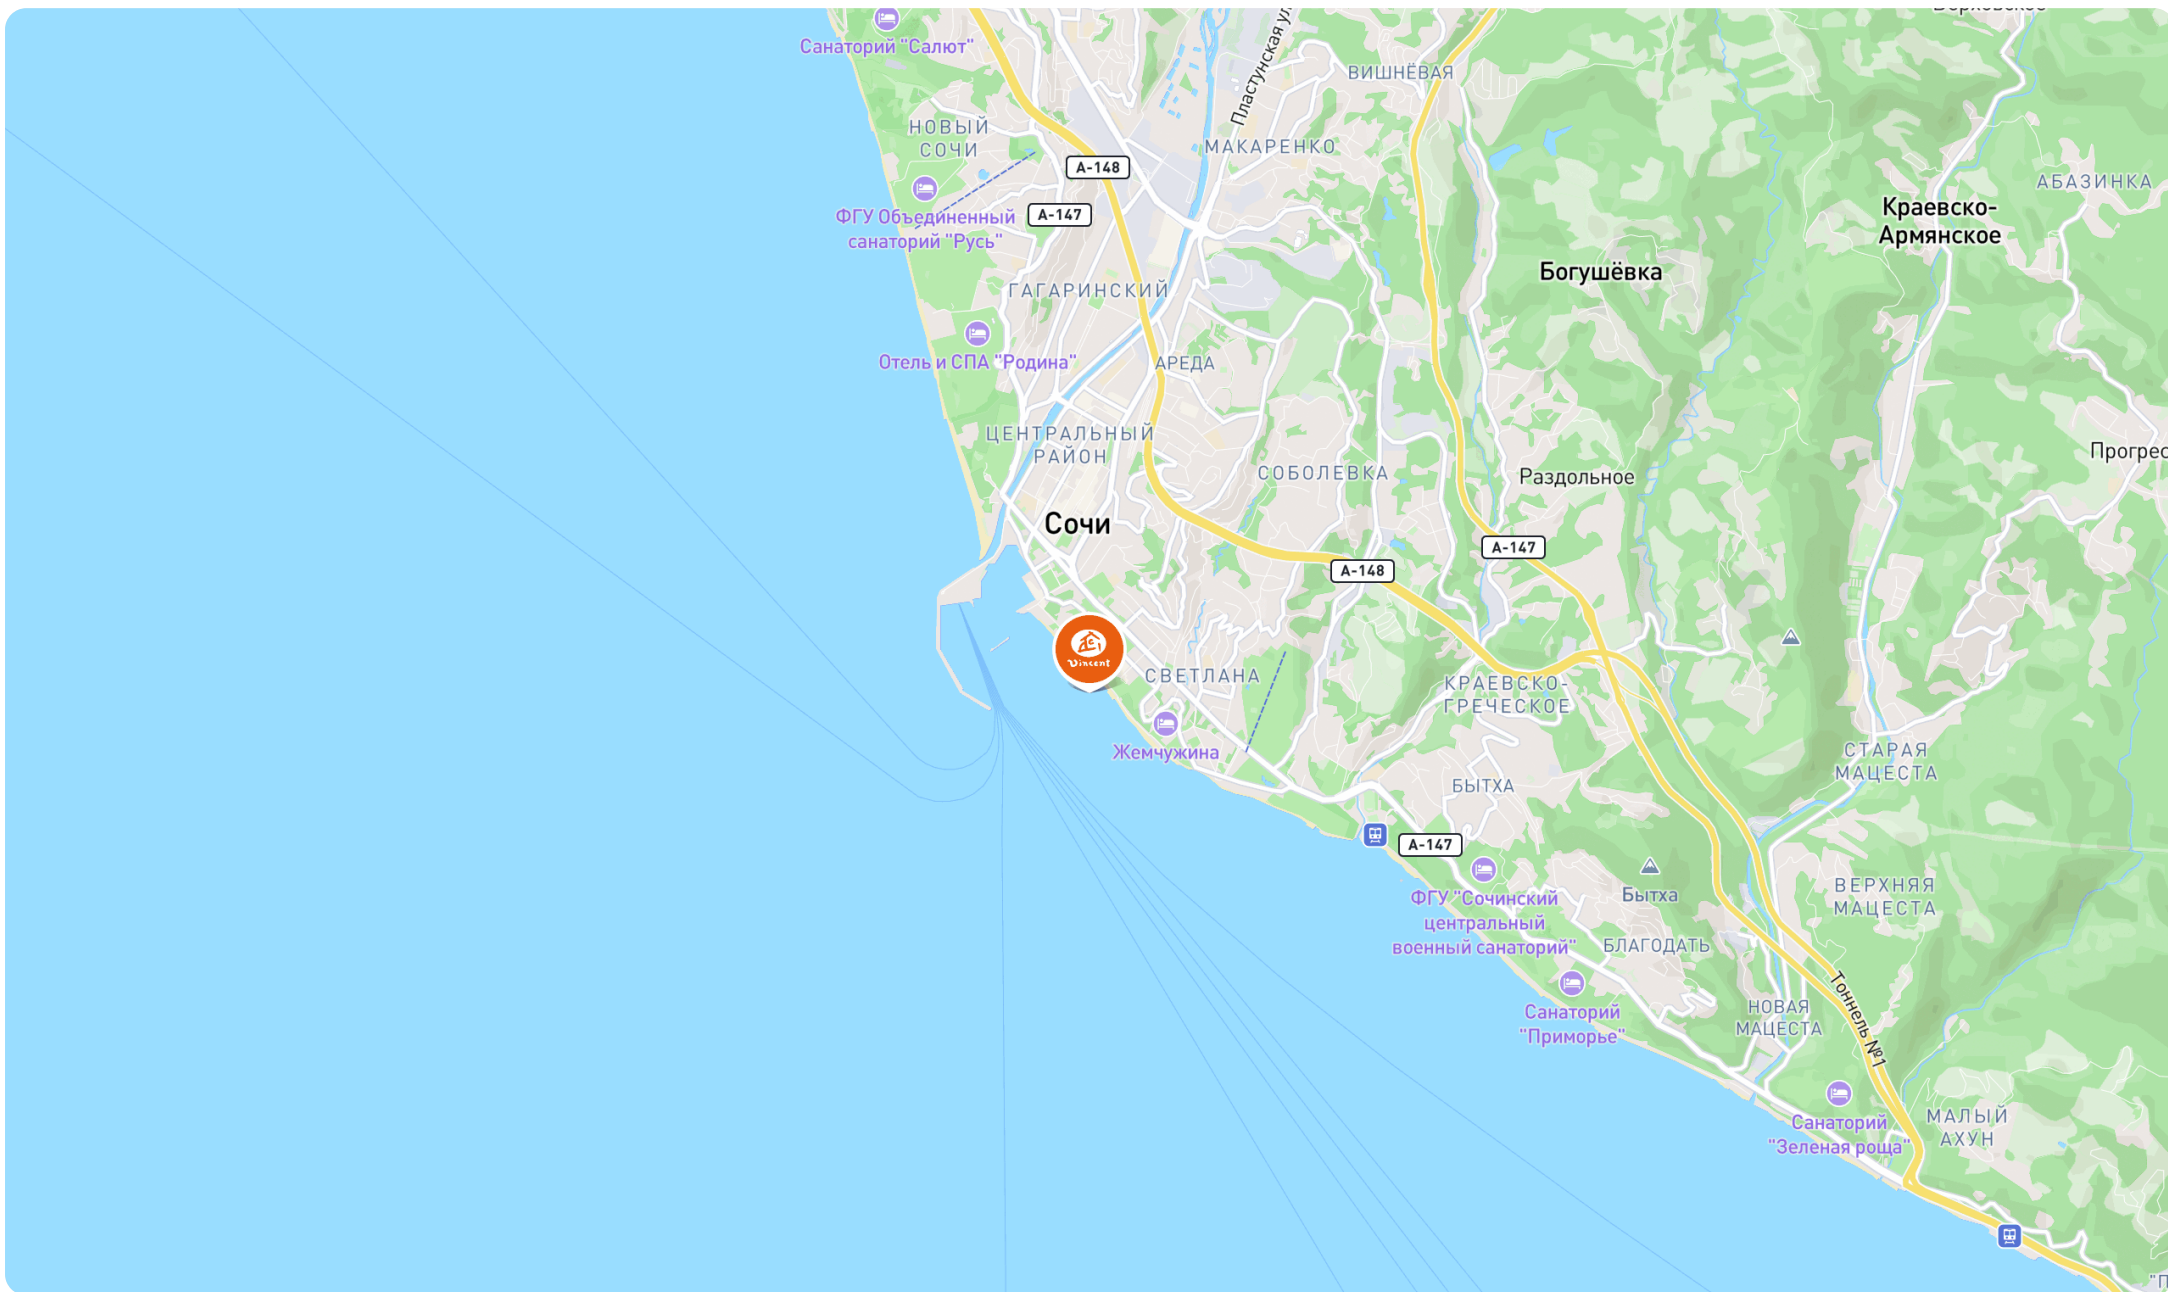 Санаторий "Салют"
Пластунская ул
ВИШНЁВАЯ
НОВЫЙ
СОЧИ
МАКАРЕНКО
А-148
АБАЗИНКА
ФГУ Объединенный
санаторий "Русь"
А-147
Краевско-
Армянское
Богушёвка
ГАГАРИНСКИЙ
Отель и СПА "Родина"
АРЕДА
ЦЕНТРАЛЬНЫЙ
РАЙОН
СОБОЛЕВКА
Раздольное
Прогрес
Сочи
А-147
А-148
Vincent
СВЕТЛАНА
КРАЕВСКО-
ГРЕЧЕСКОЕ
Жемчужина
СТАРАЯ
МАЦЕСТА
БЫТХА
А-147
ФГУ "Сочинский
центральный
военный санаторий"
Бытха
ВЕРХНЯЯ
МАЦЕСТА
БЛАГОДАТЬ
Санаторий
"Приморье"
НОВАЯ
МАЦЕСТА
Тоннель №1
Санаторий
"Зеленая роща"
МАЛЫЙ
АХУН
"П